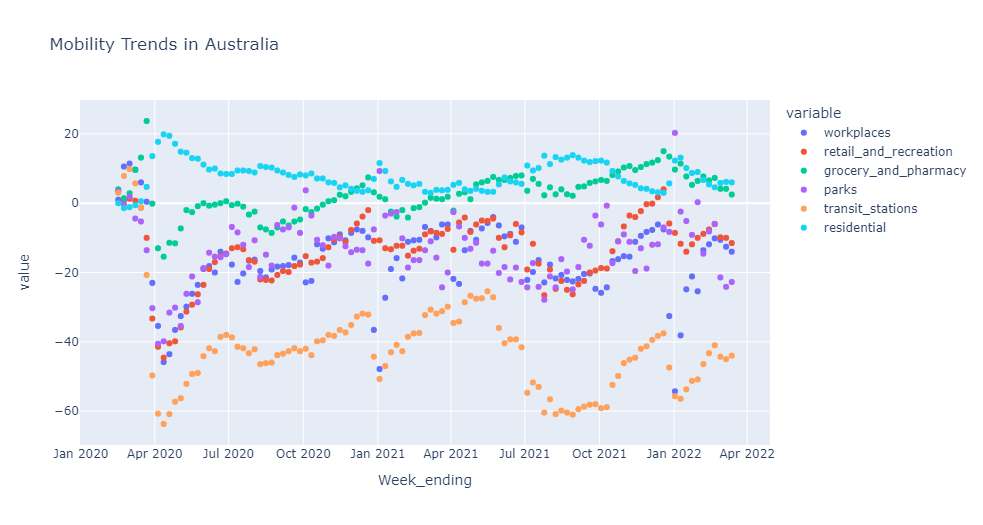 Mobility Trends in Australia
variable
workplaces
retail_and_recreation
grocery_and_pharmacy
parks
transit_stations
residential
value
20
0
−20
−40
−60
Jan 2020 Apr 2020 Jul 2020 Oct 2020 Jan 2021 Apr 2021 Jul 2021 Oct 2021 Jan 2022 Apr 2022
Week_ending